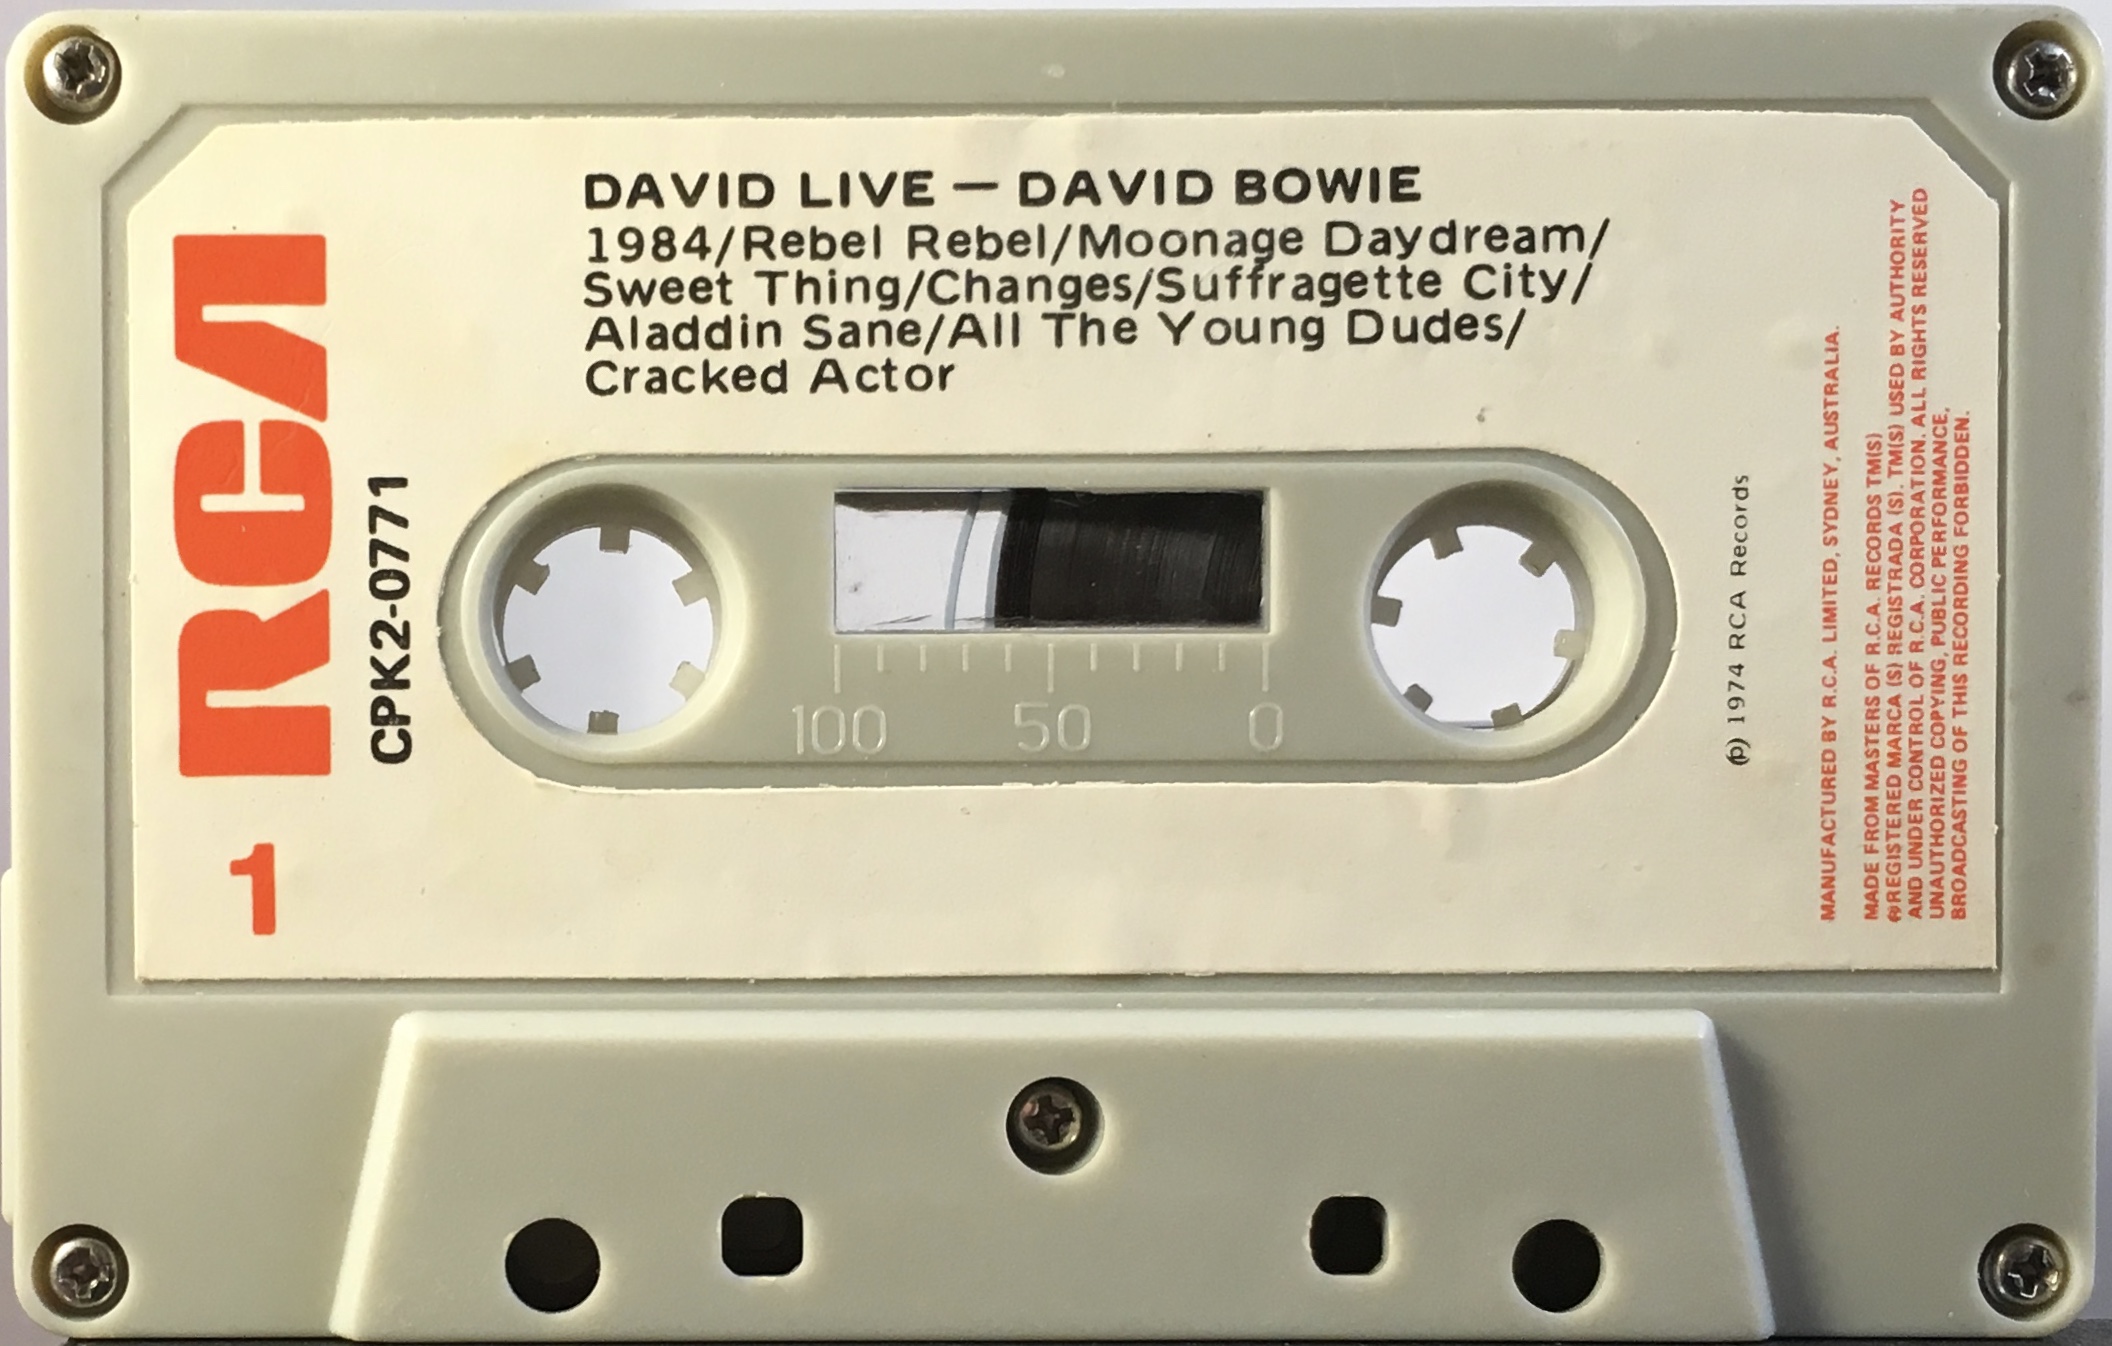 DAVID LIVE — DAVID BOWIE
1984/Rebel Rebel/Moonage Daydream/
Sweet Thing/Changes/Suffragette City/
Aladdin Sane/All The Young Dudes/
Cracked Actor
RCA
1
CPK2-0771
100 50 0
(p) 1974 RCA Records
MANUFACTURED BY R.C.A. LIMITED, SYDNEY, AUSTRALIA.
MADE FROM MASTERS OF R.C.A. RECORDS TM(S)
®REGISTERED MARCA (S) REGISTRADA (S). TM(S) USED BY AUTHORITY
AND UNDER CONTROL OF R.C.A. CORPORATION. ALL RIGHTS RESERVED
UNAUTHORIZED COPYING, PUBLIC PERFORMANCE,
BROADCASTING OF THIS RECORDING FORBIDDEN.